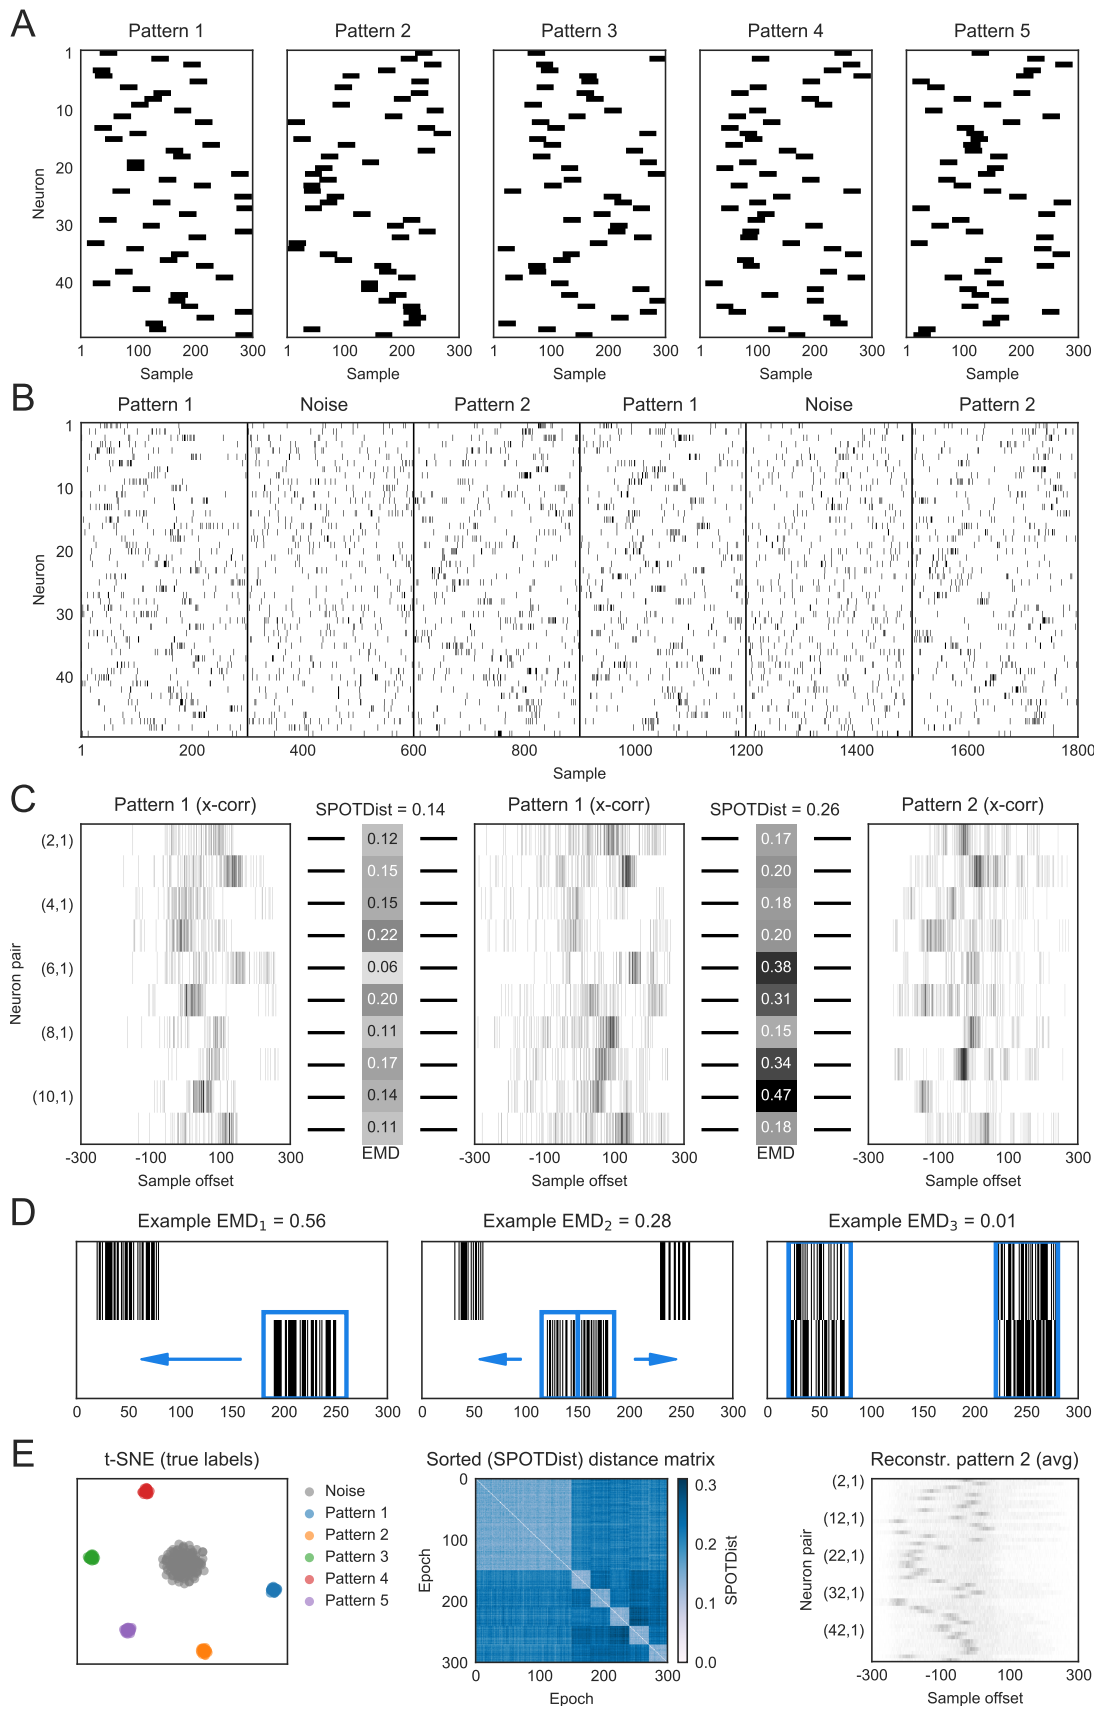 A
Pattern 1
Pattern 2
Pattern 3
Pattern 4
Pattern 5
Neuron
1
10
20
30
40
1 100 200 300
1 100 200 300
1 100 200 300
1 100 200 300
1 100 200 300
Sample
Sample
Sample
Sample
Sample
B
Pattern 1
Noise
Pattern 2
Pattern 1
Noise
Pattern 2
Neuron
1
10
20
30
40
1 200 400 600 800 1000 1200 1400 1600 1800
Sample
C
Pattern 1 (x-corr)
SPOTDist = 0.14
Pattern 1 (x-corr)
SPOTDist = 0.26
Pattern 2 (x-corr)
Neuron pair
(2,1)
(4,1)
(6,1)
(8,1)
(10,1)
0.12
0.15
0.15
0.22
0.06
0.20
0.11
0.17
0.14
0.11
EMD
0.17
0.20
0.18
0.20
0.38
0.31
0.15
0.34
0.47
0.18
EMD
-300 -100 100 300
-300 -100 100 300
-300 -100 100 300
Sample offset
Sample offset
Sample offset
D
Example EMD₁ = 0.56
Example EMD₂ = 0.28
Example EMD₃ = 0.01
0 50 100 150 200 250 300
0 50 100 150 200 250 300
0 50 100 150 200 250 300
E
t-SNE (true labels)
Noise
Pattern 1
Pattern 2
Pattern 3
Pattern 4
Pattern 5
Sorted (SPOTDist) distance matrix
Epoch
0
100
200
300
0 100 200 300
Epoch
0.3
0.2
0.1
0.0
SPOTDist
Reconstr. pattern 2 (avg)
Neuron pair
(2,1)
(12,1)
(22,1)
(32,1)
(42,1)
-300 -100 100 300
Sample offset